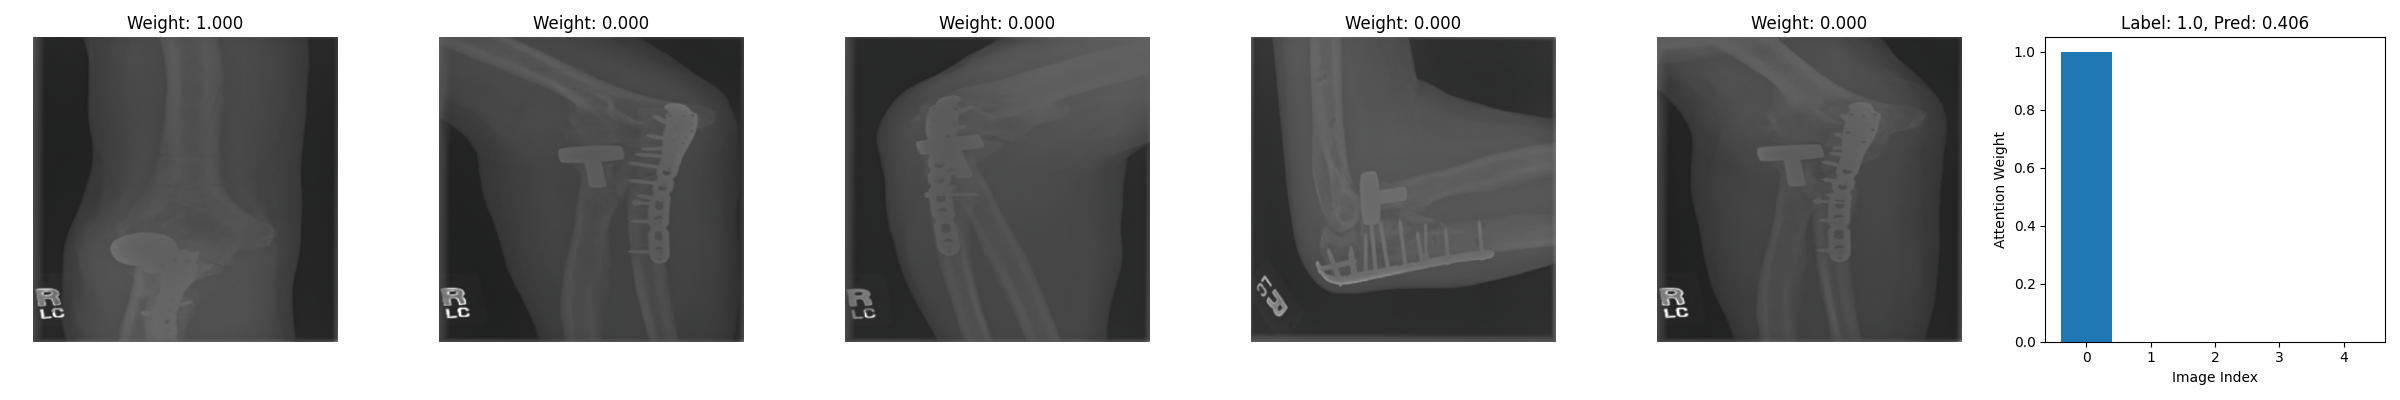 Weight: 1.000
Weight: 0.000
Weight: 0.000
Weight: 0.000
Weight: 0.000
Label: 1.0, Pred: 0.406
R
LC
R
LC
R
LC
R
LC
R
LC
Attention Weight
1.0
0.8
0.6
0.4
0.2
0.0
0 1 2 3 4
Image Index